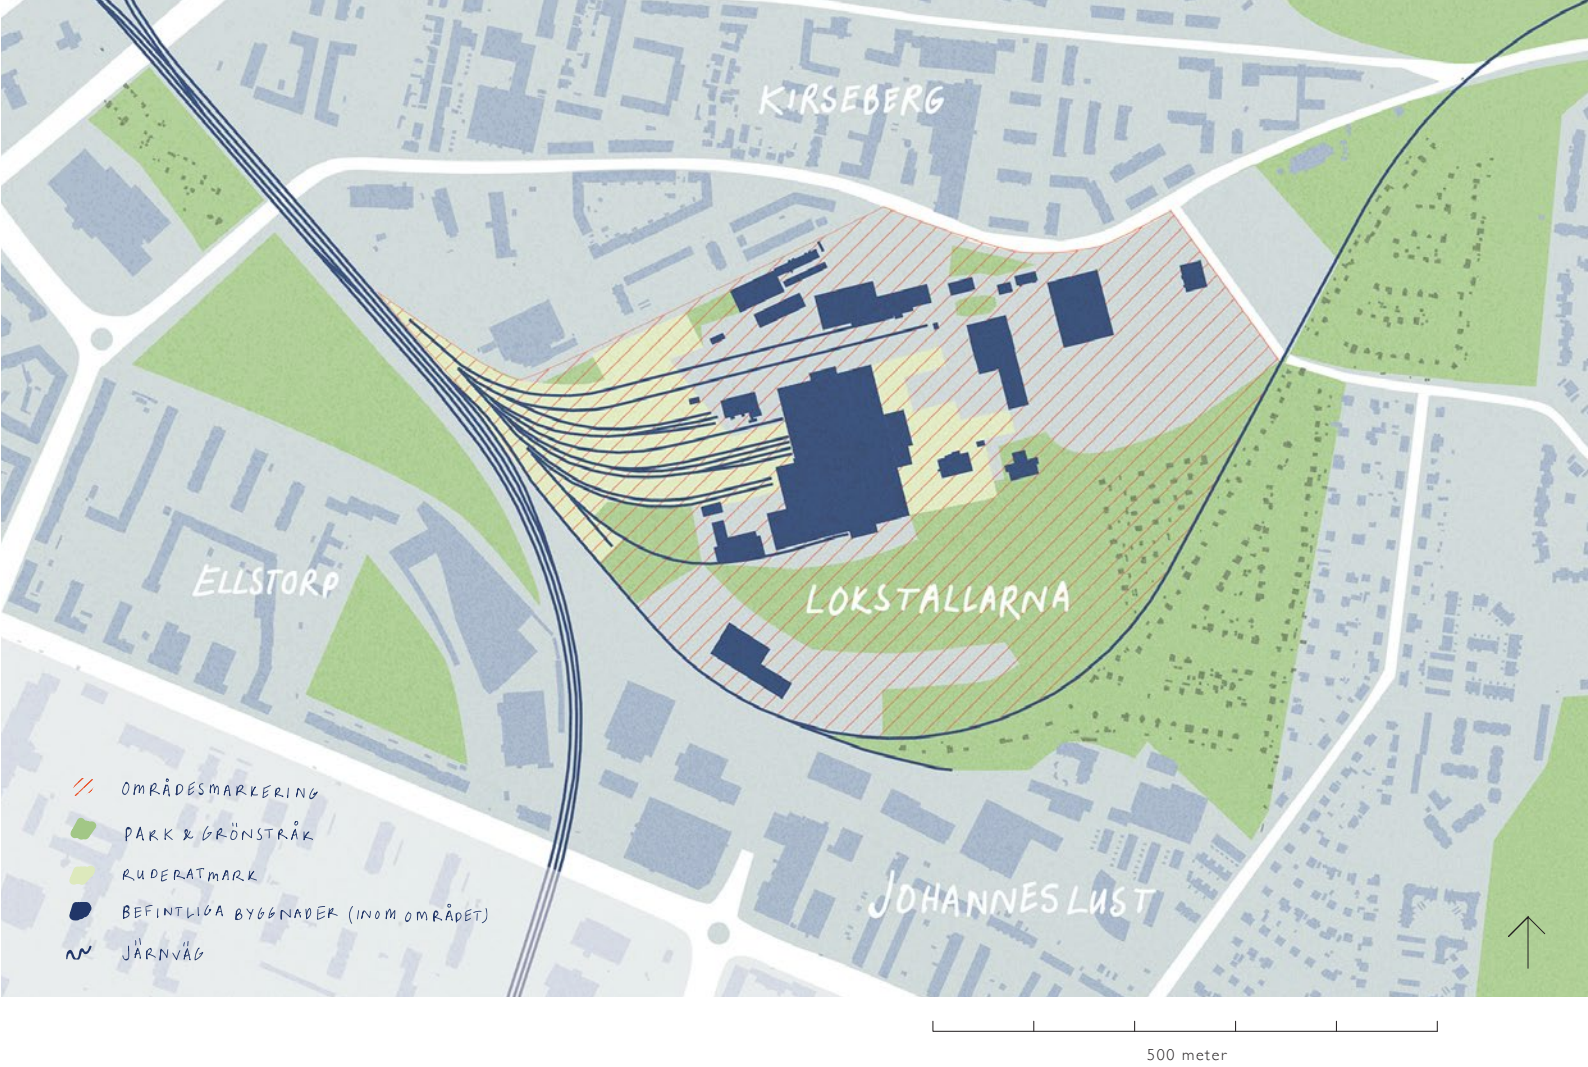 KIRSEBERG
ELLSTORP
LOKSTALLARNA
OMRÅDESMARKERING
PARK & GRÖNSTRÅK
RUDERATMARK
BEFINTLIGA BYGGNADER (INOM OMRÅDET)
JÄRNVÄG
JOHANNESLUST
500 meter